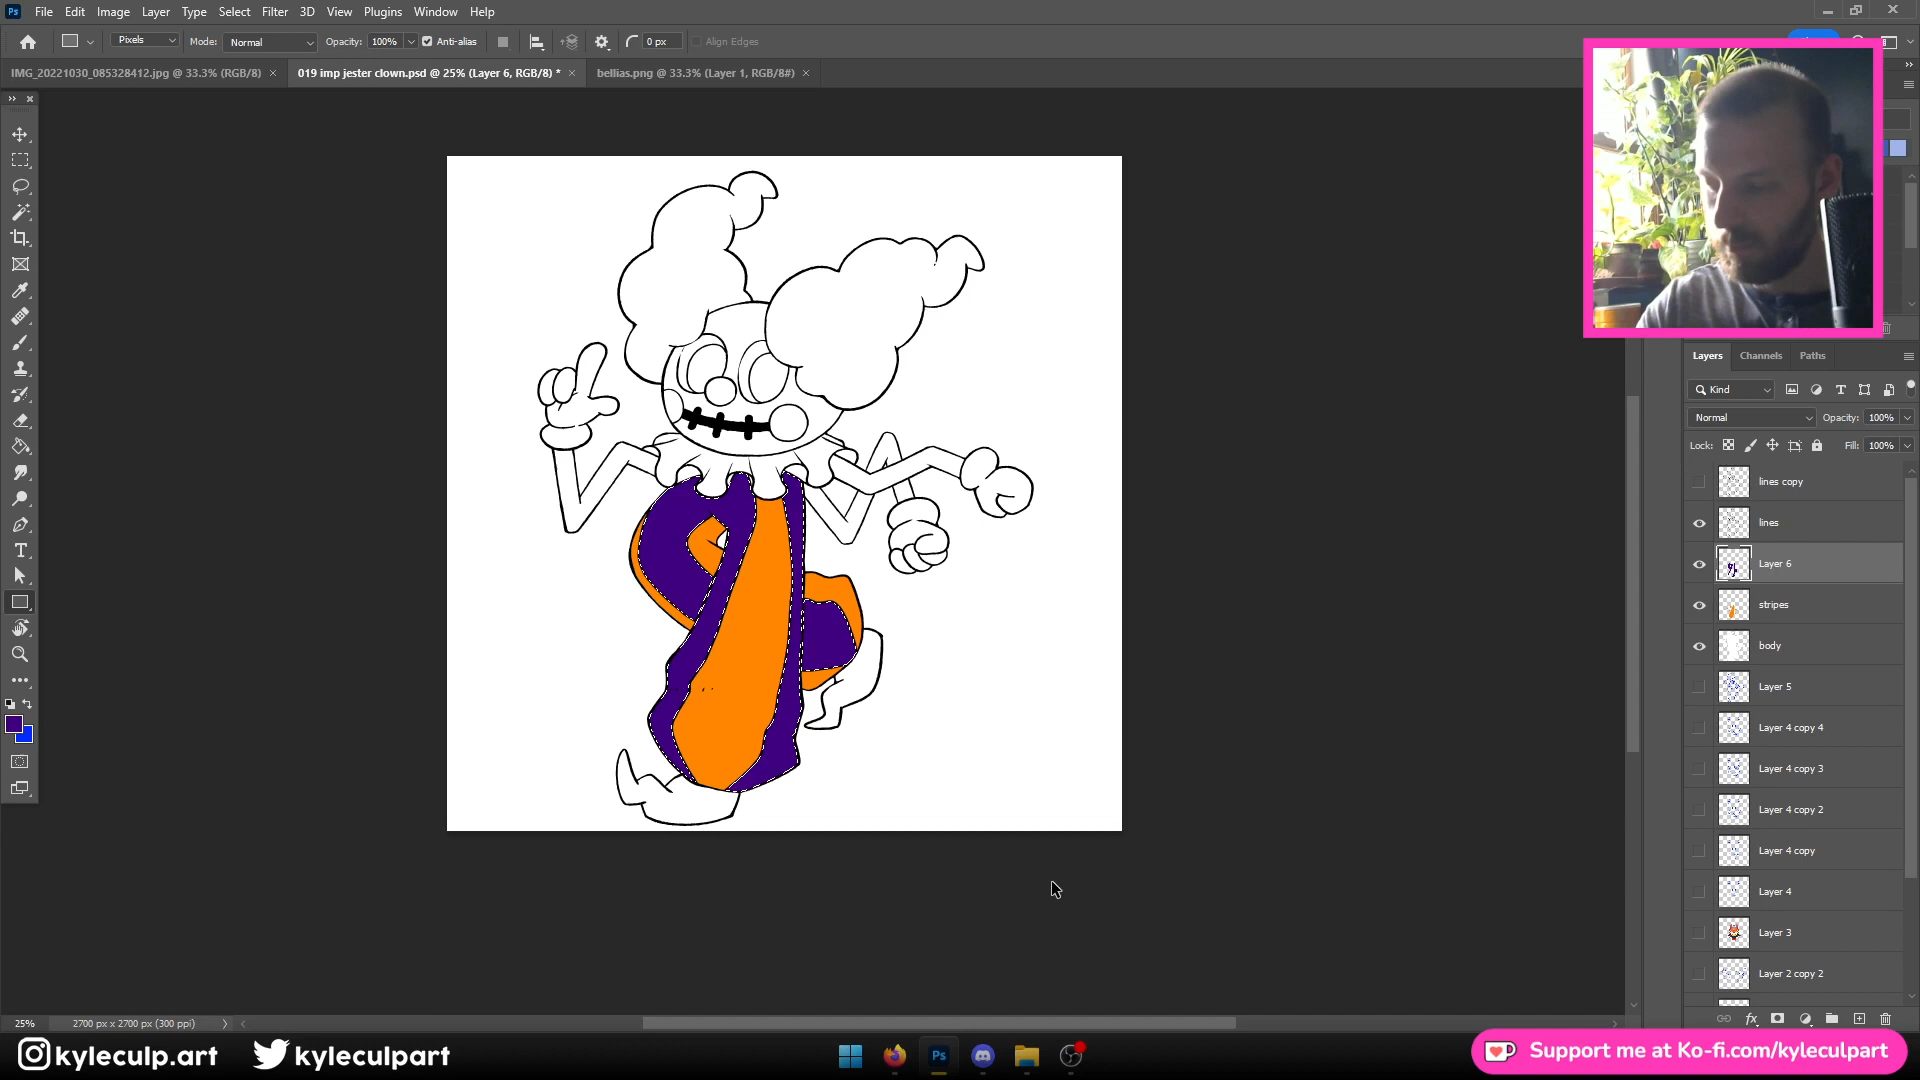 Ps File Edit Image Layer Type Select Filter 3D View Plugins Window Help
Pixels Mode: Normal Opacity: 100% Anti-alias 0 px Align Edges
IMG_20221030_085328412.jpg @ 33.3% (RGB/8) × 019 imp jester clown.psd @ 25% (Layer 6, RGB/8) * × bellias.png @ 33.3% (Layer 1, RGB/8#) ×
Layers Channels Paths
Kind
Normal Opacity: 100%
Lock: Fill: 100%
lines copy
lines
Layer 6
stripes
body
Layer 5
Layer 4 copy 4
Layer 4 copy 3
Layer 4 copy 2
Layer 4 copy
Layer 4
Layer 3
Layer 2 copy 2
25% 2700 px x 2700 px (300 ppi)
kyleculp.art kyleculpart
Ps
Support me at Ko-fi.com/kyleculpart